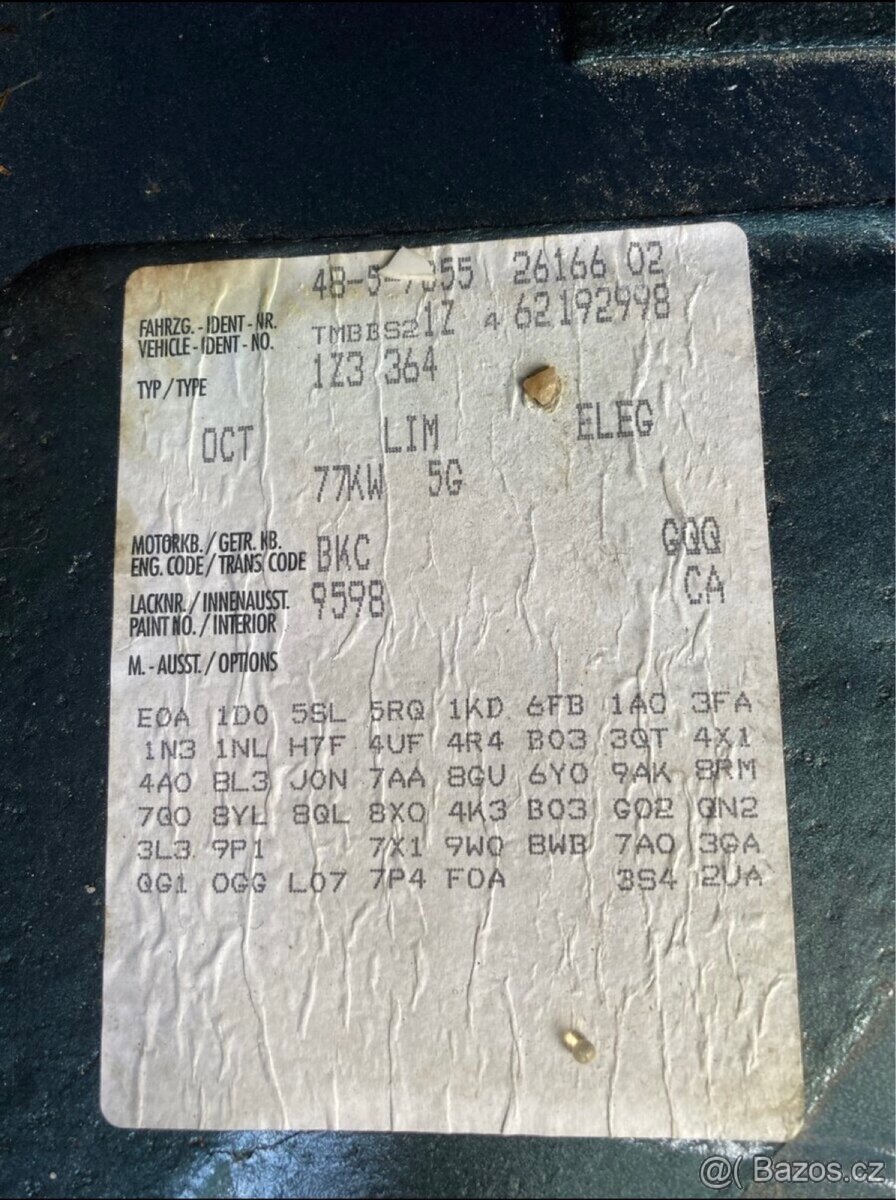 48-5-7055 26166 02
FAHRZG. - IDENT - NR.
VEHICLE - IDENT - NO. TMBBS21Z 4 62192998
TYP / TYPE 1Z3 364
OCT LIM ELEG
77KW 5G
MOTORKB. / GETR. KB.
ENG. CODE / TRANS CODE BKC GQQ
LACKNR. / INNENAUSST.
PAINT NO. / INTERIOR 9598 CA
M. - AUSST. / OPTIONS
E0A 1D0 5SL 5RQ 1KD 6FB 1AC 3FA
1N3 1NL H7F 4UF 4R4 B03 3QT 4X1
4A0 8L3 J0N 7AA 8GU 6Y0 9AK 8RM
7Q0 8YL 8QL 8X0 4K3 B03 G02 0N2
3L3 9P1 7X1 9W0 8WB 7A0 3GA
QG1 0GG L07 7P4 F0A 3S4 2UA
@( Bazos.cz